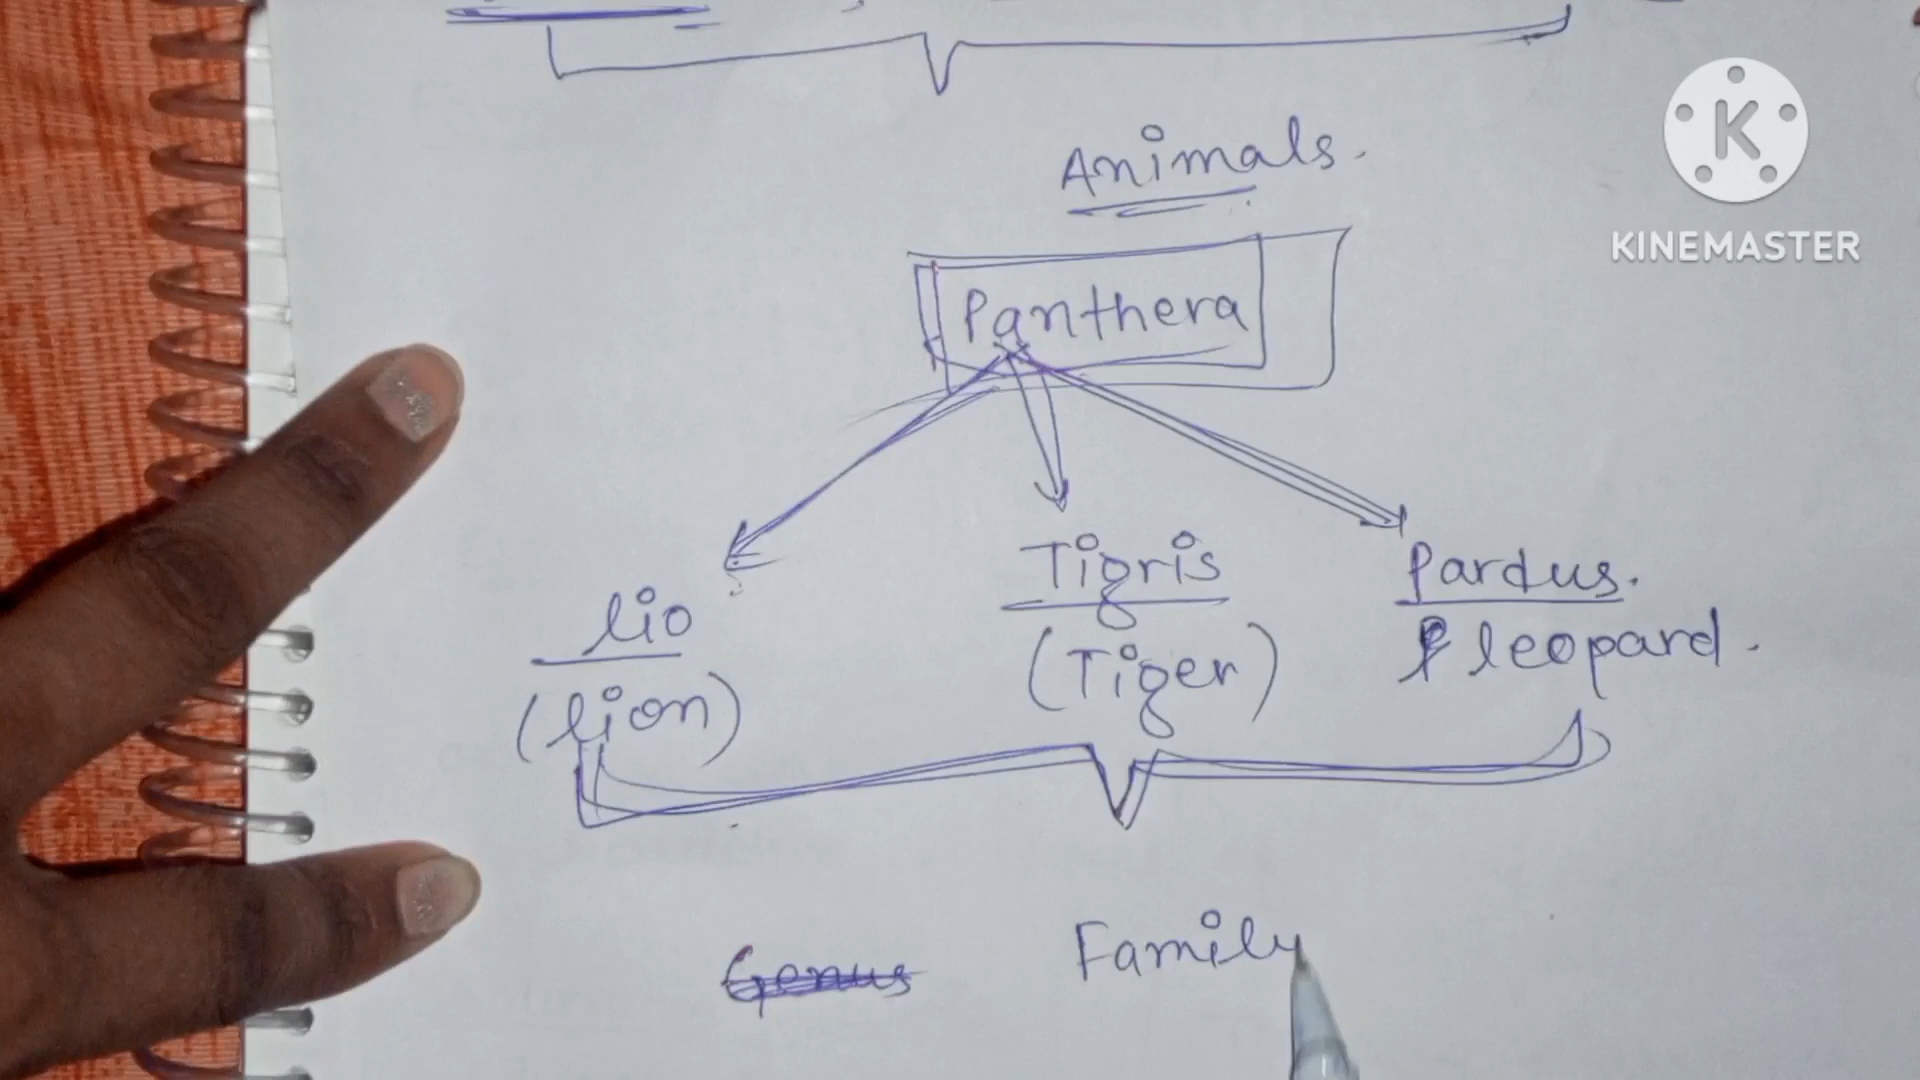 Animals.
Panthera
lio
(lion)
Tigris
(Tiger)
Pardus.
leopard.
Genus
Family
KINEMASTER